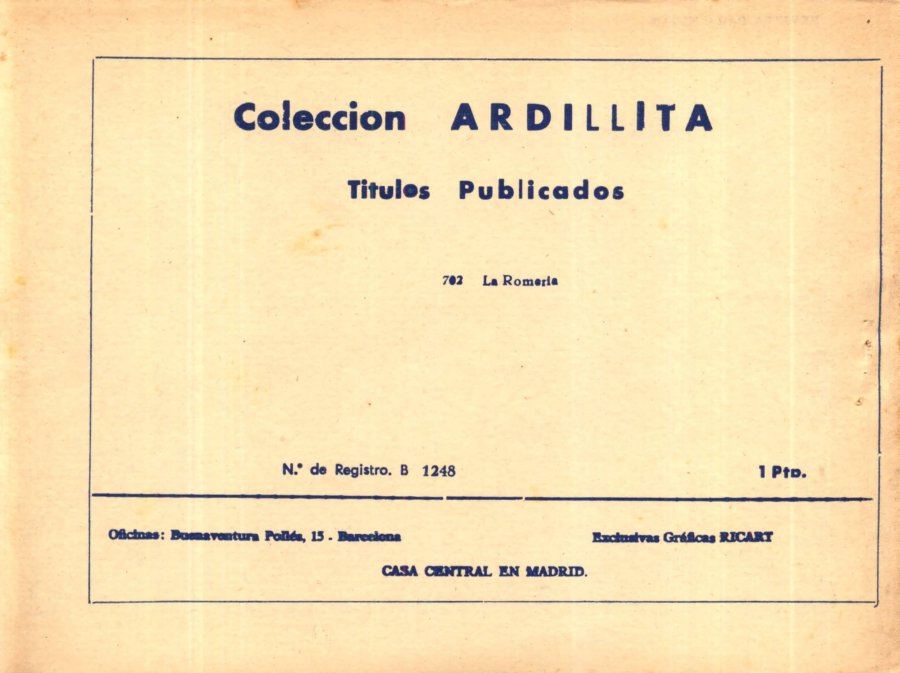 Coleccion ARDILLITA
Titulos Publicados
702 La Romeria
N.º de Registro. B 1248
1 Pta.
Oficinas: Buenaventura Pollés, 15 - Barcelona
Exclusivas Gráficas RICART
CASA CENTRAL EN MADRID.